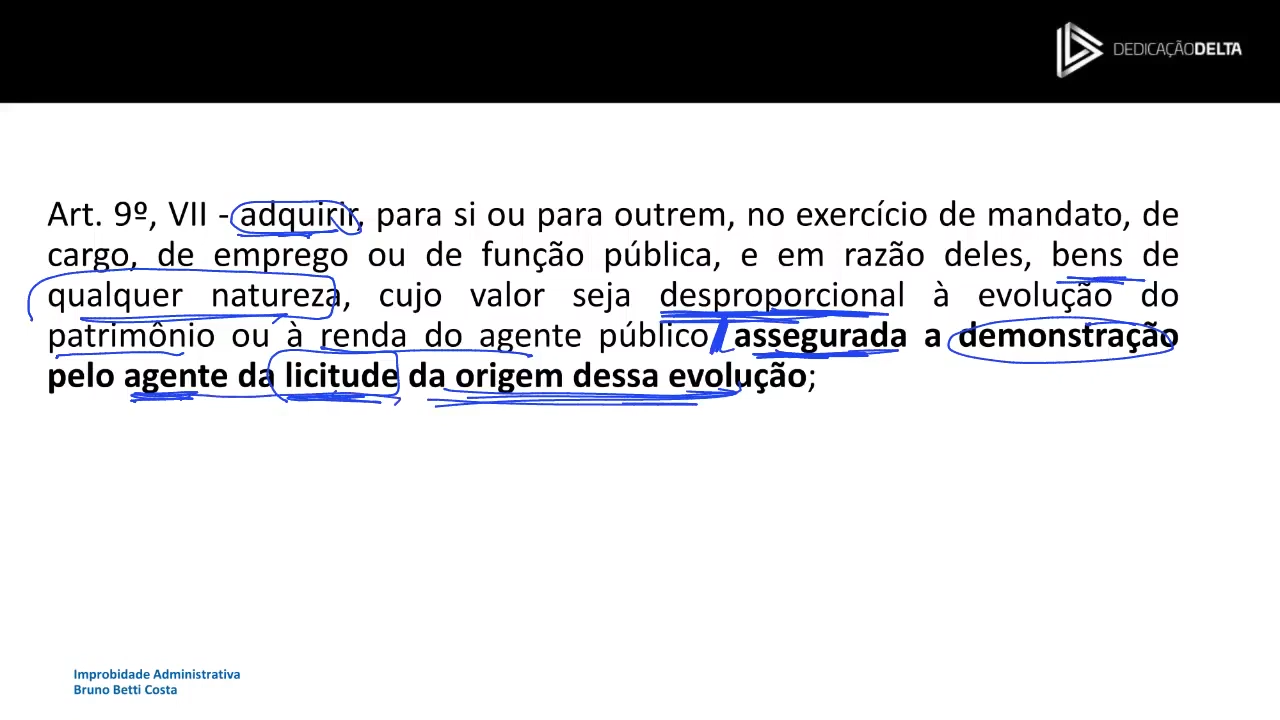 DEDICAÇÃODELTA
Art. 9º, VII - adquirir, para si ou para outrem, no exercício de mandato, de
cargo, de emprego ou de função pública, e em razão deles, bens de
qualquer natureza, cujo valor seja desproporcional à evolução do
patrimônio ou à renda do agente público, assegurada a demonstração
pelo agente da licitude da origem dessa evolução;
Improbidade Administrativa
Bruno Betti Costa